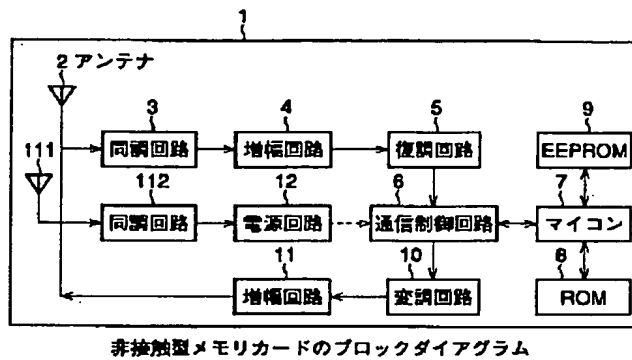 1
2 アンテナ
3 4 5 9
111
同調回路 増幅回路 復調回路 EEPROM
112 12 6 7
同調回路 電源回路 通信制御回路 マイコン
11 10 8
増幅回路 変調回路 ROM
非接触型メモリカードのブロックダイアグラム